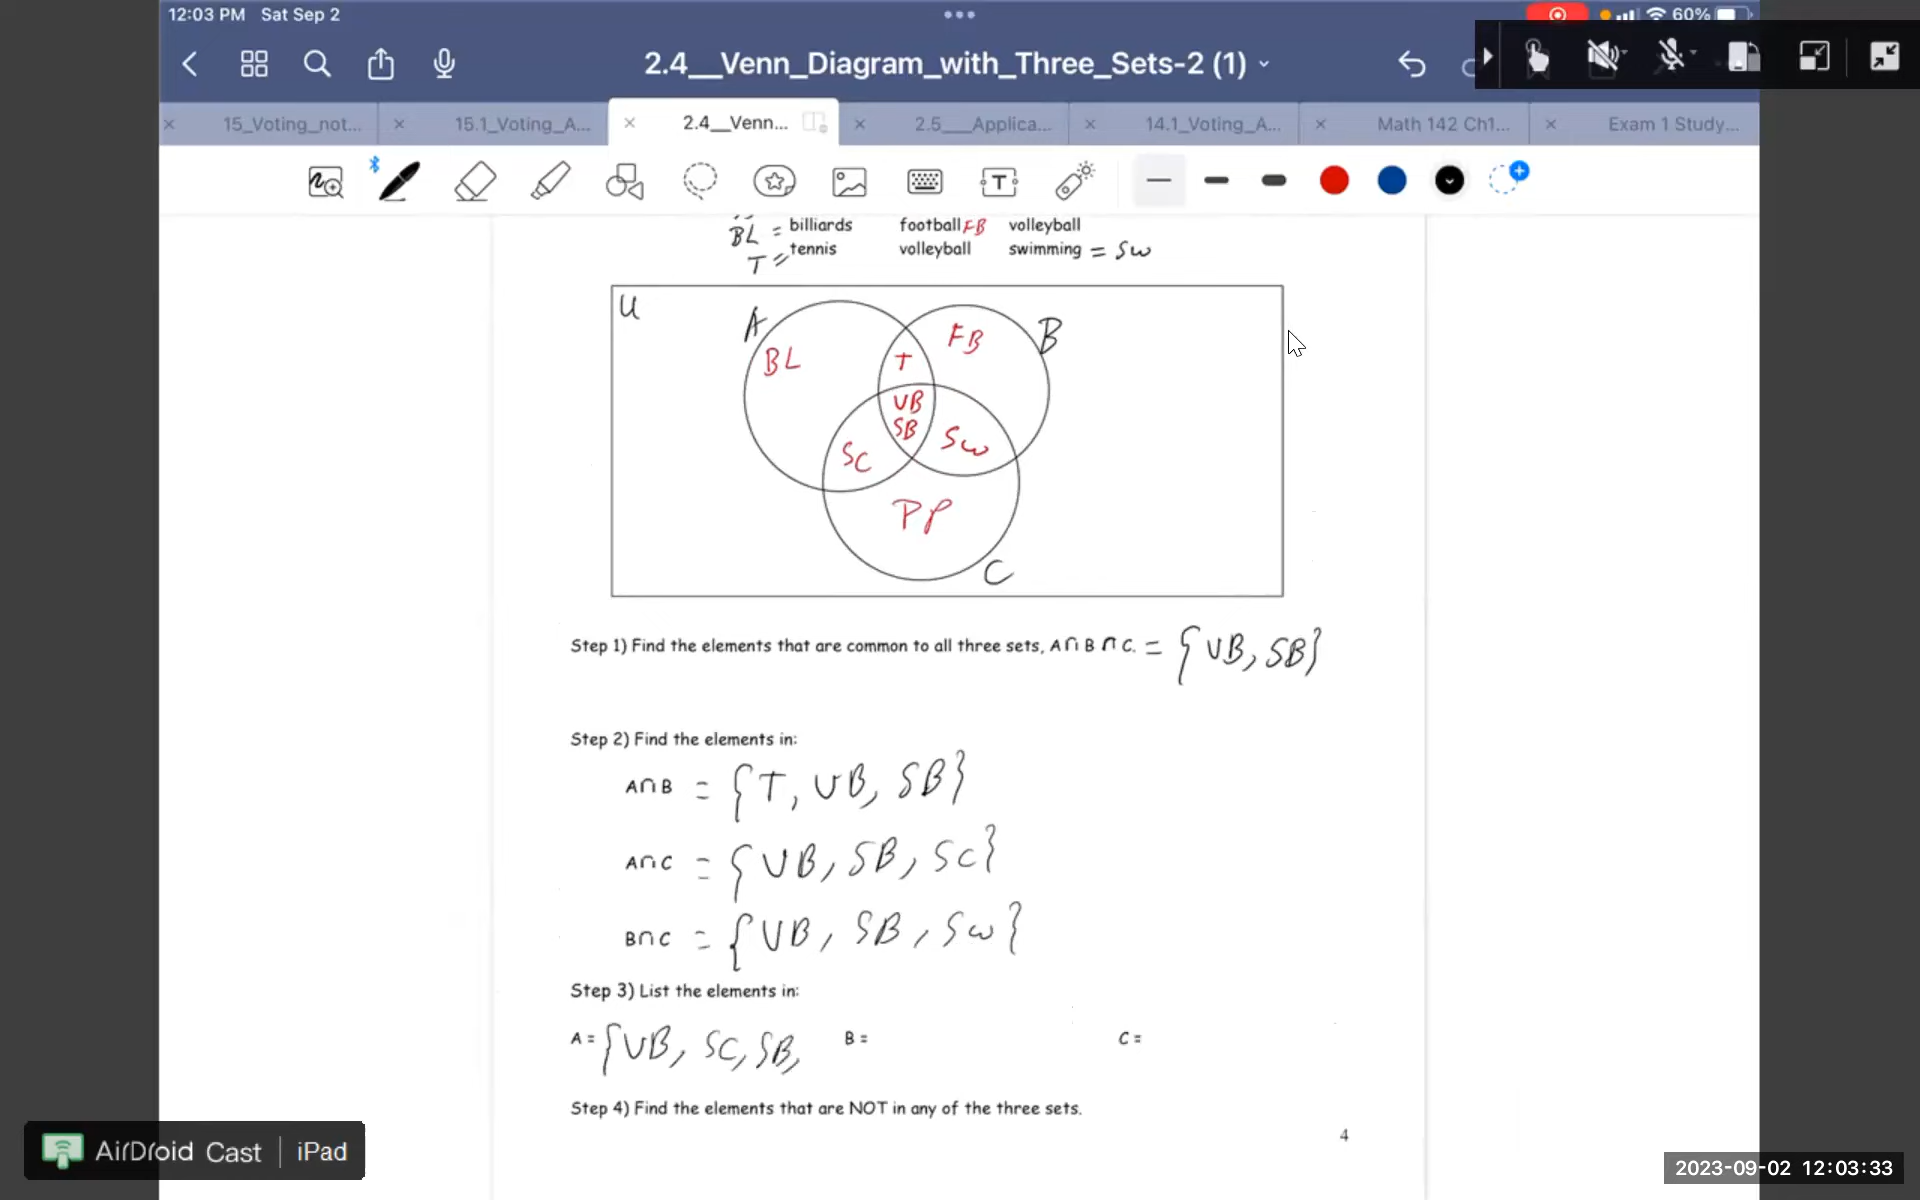 12:03 PM Sat Sep 2
60%
2.4__Venn_Diagram_with_Three_Sets-2 (1)
15_Voting_not... 15.1_Voting_A... 2.4__Venn... 2.5___Applica... 14.1_Voting_A... Math 142 Ch1... Exam 1 Study...
BL = billiards football FB volleyball
T = tennis volleyball swimming = SW
U
A B
BL T FB
VB
SB
SC SW
PP
C
Step 1) Find the elements that are common to all three sets, A∩B∩C. = {VB, SB}
Step 2) Find the elements in:
A∩B = {T, VB, SB}
A∩C = {VB, SB, SC}
B∩C = {VB, SB, SW}
Step 3) List the elements in:
A = {VB, SC, SB, B = C =
Step 4) Find the elements that are NOT in any of the three sets.
4
AirDroid Cast | iPad
2023-09-02 12:03:33